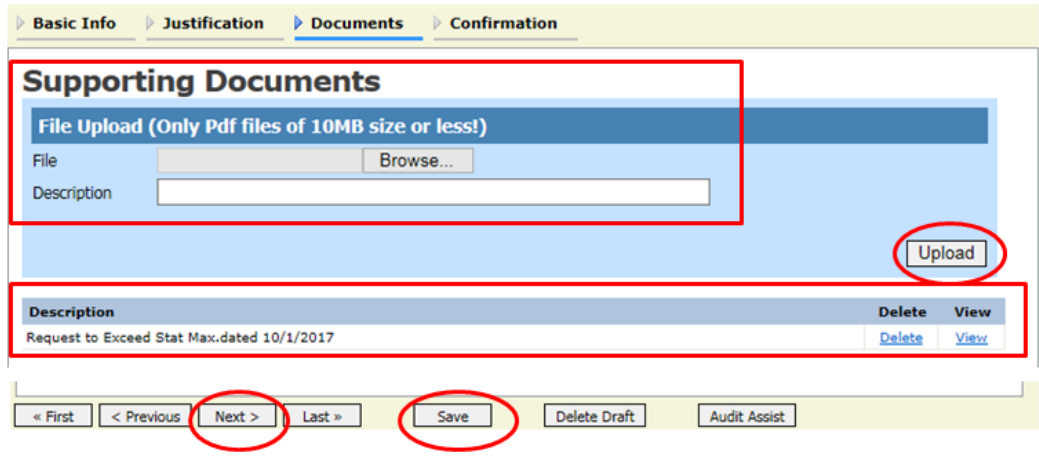 Basic Info Justification Documents Confirmation
Supporting Documents
File Upload (Only Pdf files of 10MB size or less!)
File Browse...
Description
Upload
Description Delete View
Request to Exceed Stat Max.dated 10/1/2017 Delete View
« First < Previous Next > Last » Save Delete Draft Audit Assist